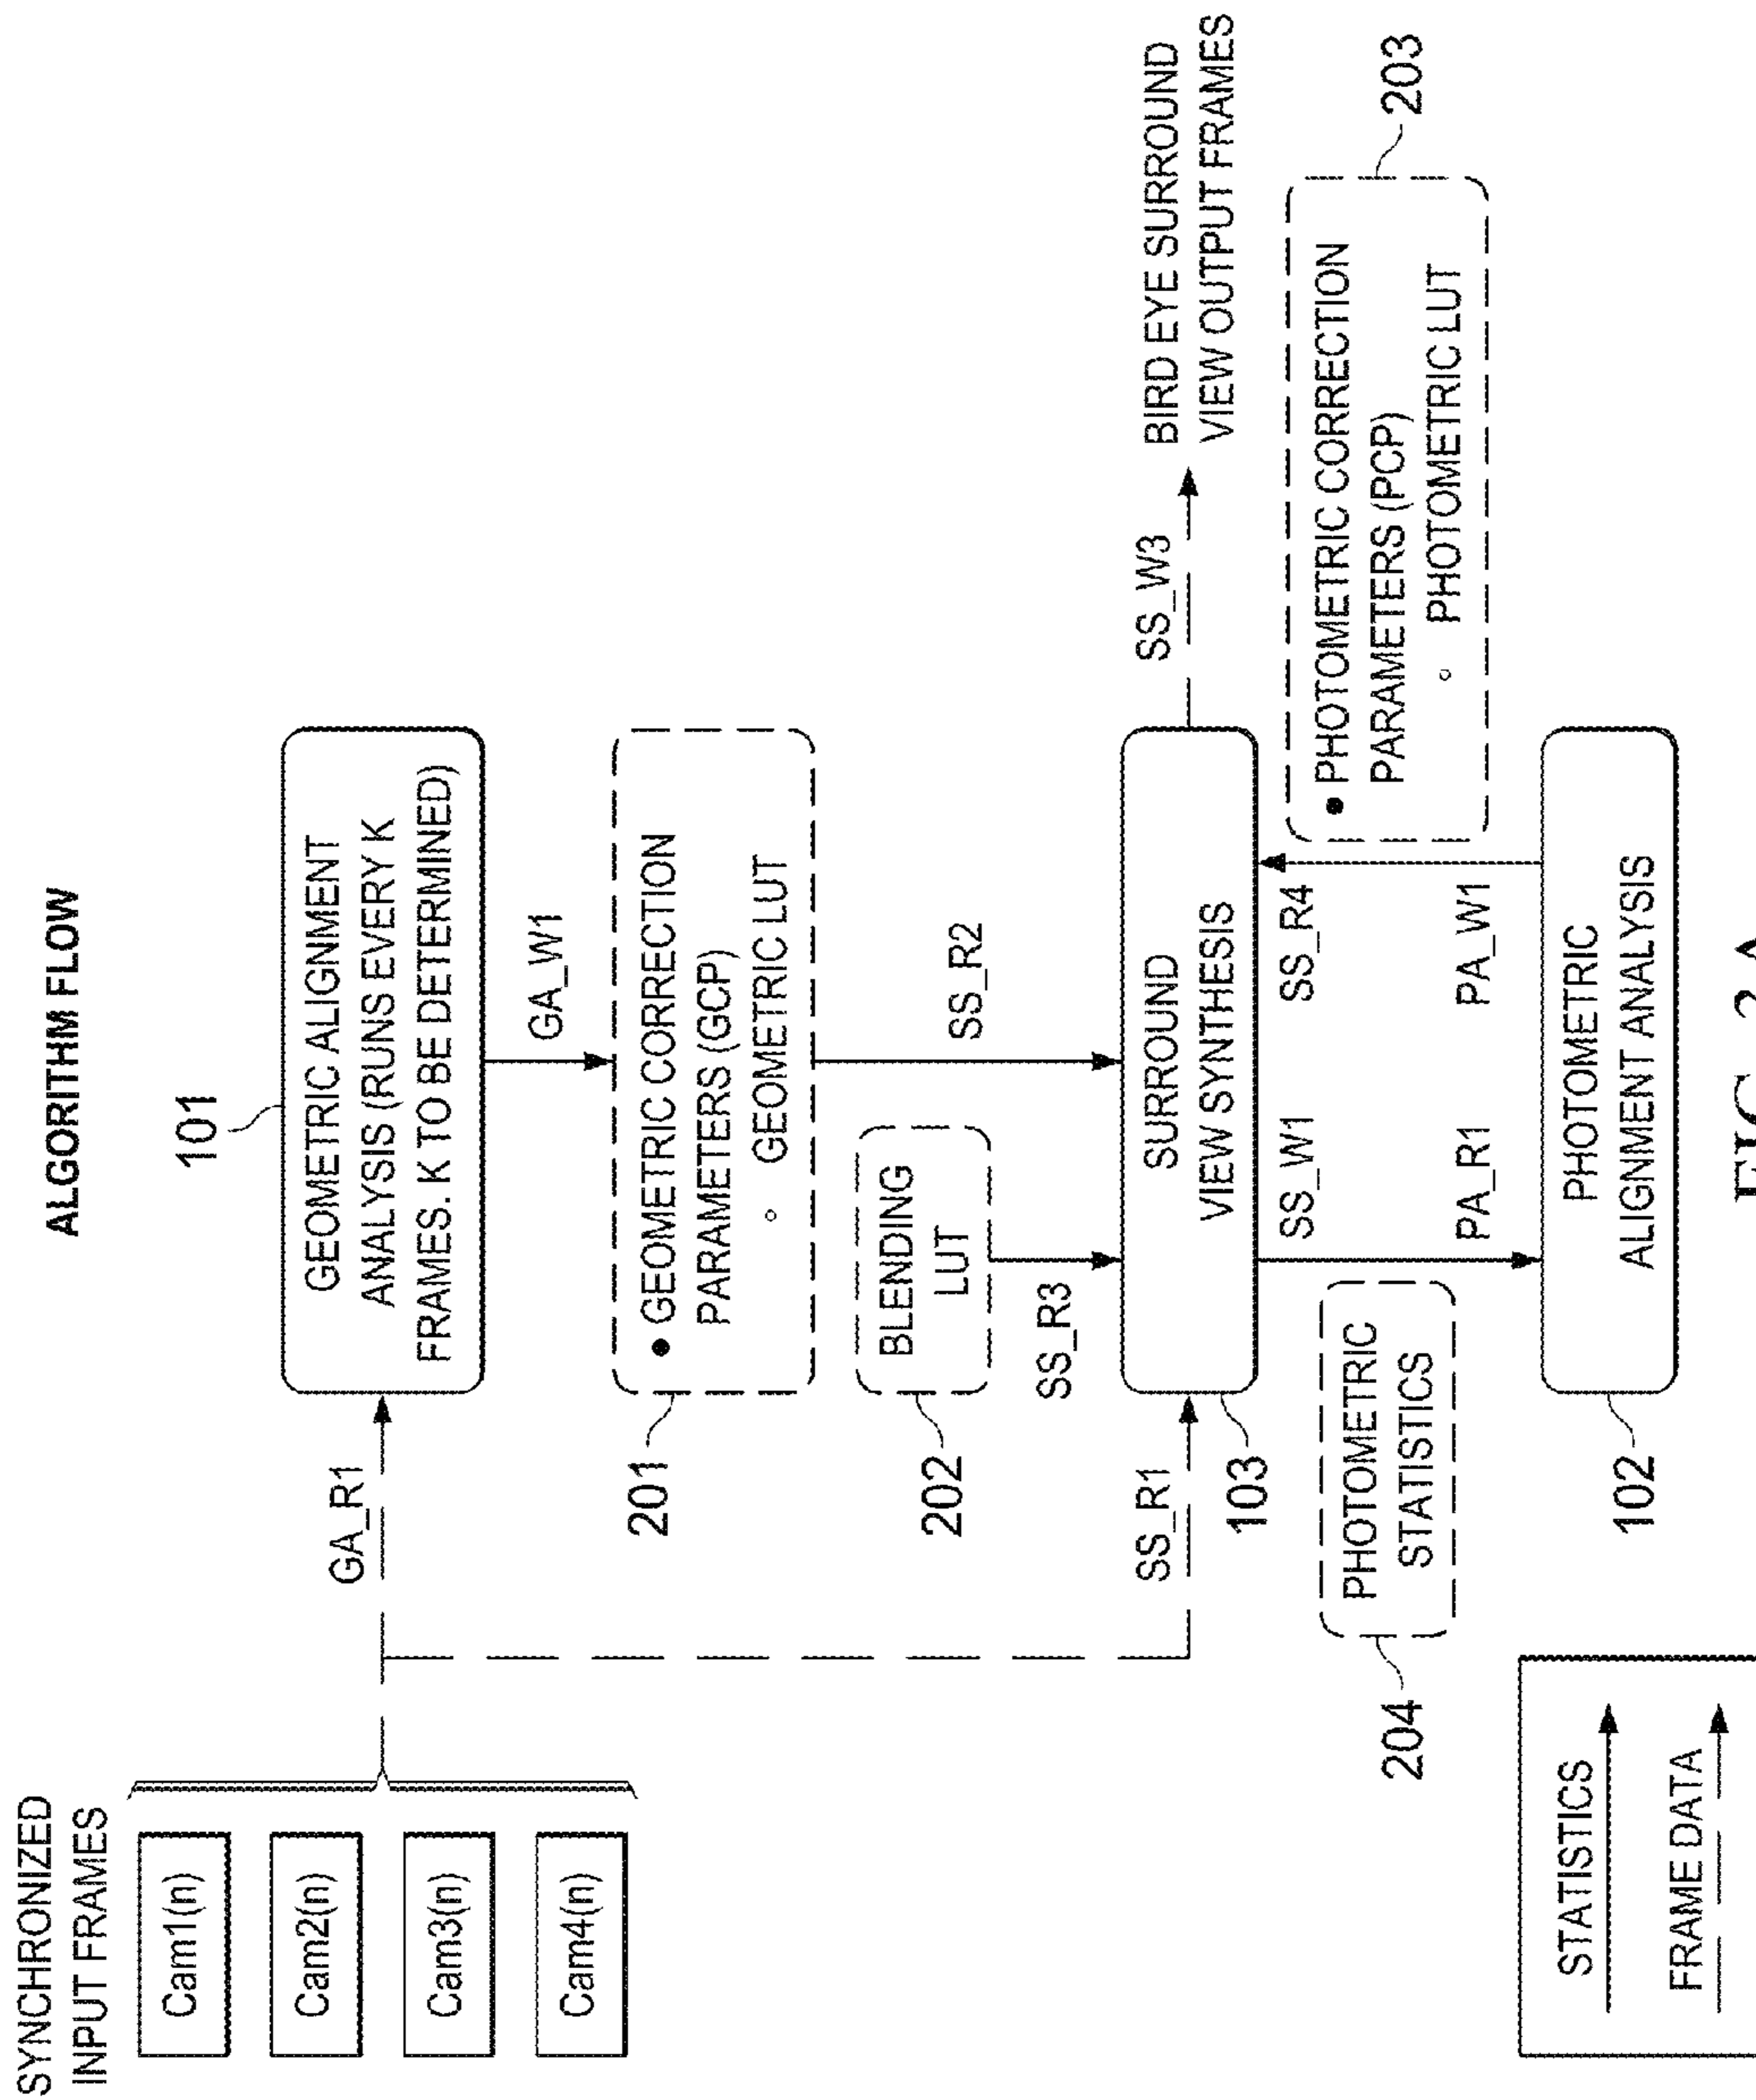 ALGORITHM FLOW
SYNCHRONIZED
INPUT FRAMES
Cam1(n)
Cam2(n)
Cam3(n)
Cam4(n)
GA_R1
101
GEOMETRIC ALIGNMENT
ANALYSIS (RUNS EVERY K
FRAMES. K TO BE DETERMINED)
GA_W1
201
• GEOMETRIC CORRECTION
PARAMETERS (GCP)
◦ GEOMETRIC LUT
202
BLENDING
LUT
SS_R3
SS_R2
SS_R1
103
SURROUND
VIEW SYNTHESIS
SS_W3
BIRD EYE SURROUND
VIEW OUTPUT FRAMES
204
PHOTOMETRIC
STATISTICS
SS_W1
PA_R1
SS_R4
PA_W1
203
• PHOTOMETRIC CORRECTION
PARAMETERS (PCP)
◦ PHOTOMETRIC LUT
102
PHOTOMETRIC
ALIGNMENT ANALYSIS
STATISTICS
FRAME DATA